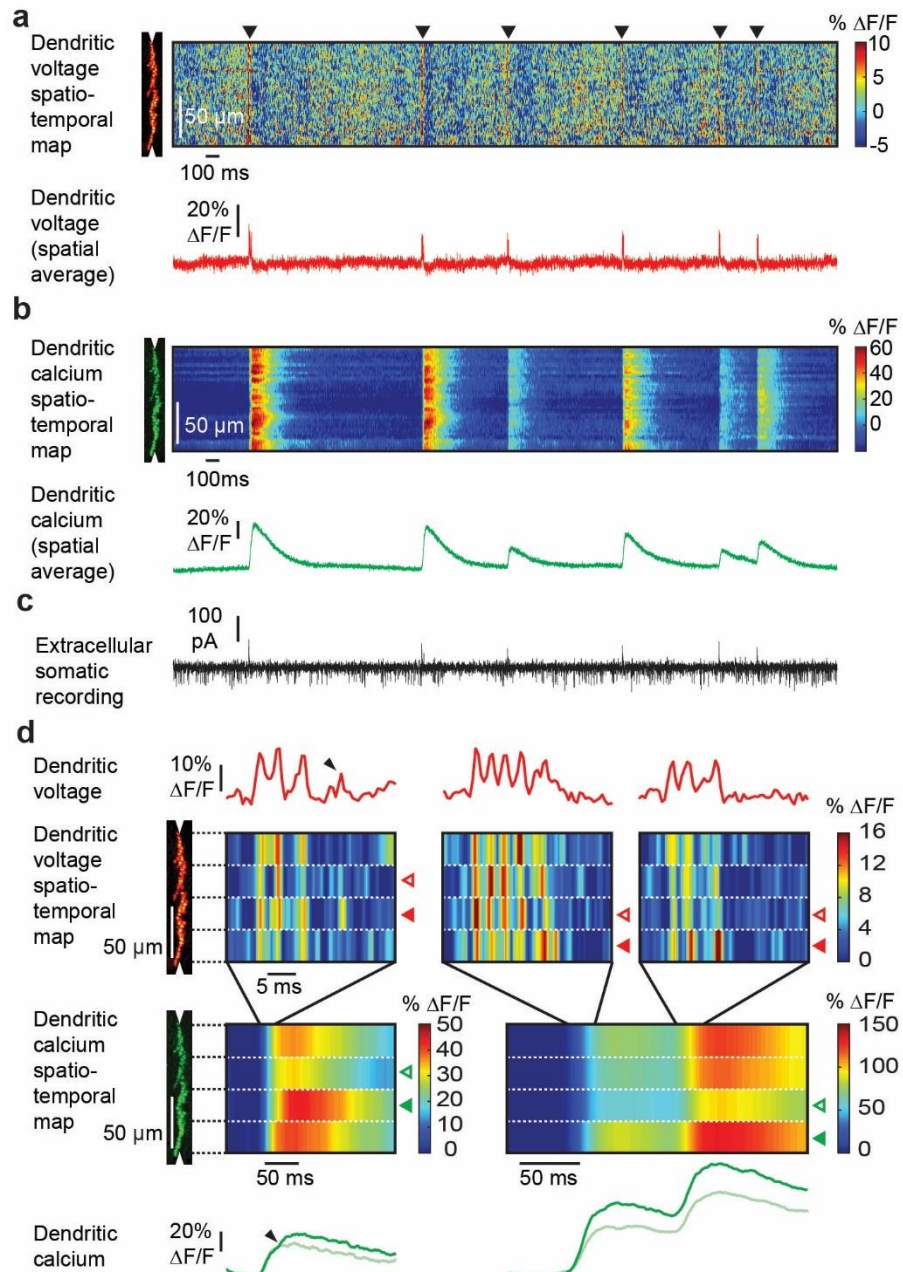 a
Dendritic
voltage
spatio-
temporal
map
50 µm
% ΔF/F
10
5
0
-5
100 ms
Dendritic
voltage
(spatial
average)
20%
ΔF/F
b
Dendritic
calcium
spatio-
temporal
map
50 µm
% ΔF/F
60
40
20
0
100ms
Dendritic
calcium
(spatial
average)
20%
ΔF/F
c
Extracellular
somatic
recording
100
pA
d
Dendritic
voltage
10%
ΔF/F
Dendritic
voltage
spatio-
temporal
map
50 µm
% ΔF/F
16
12
8
4
0
5 ms
Dendritic
calcium
spatio-
temporal
map
50 µm
% ΔF/F
50
40
30
20
10
0
% ΔF/F
150
100
50
0
50 ms
50 ms
Dendritic
calcium
20%
ΔF/F